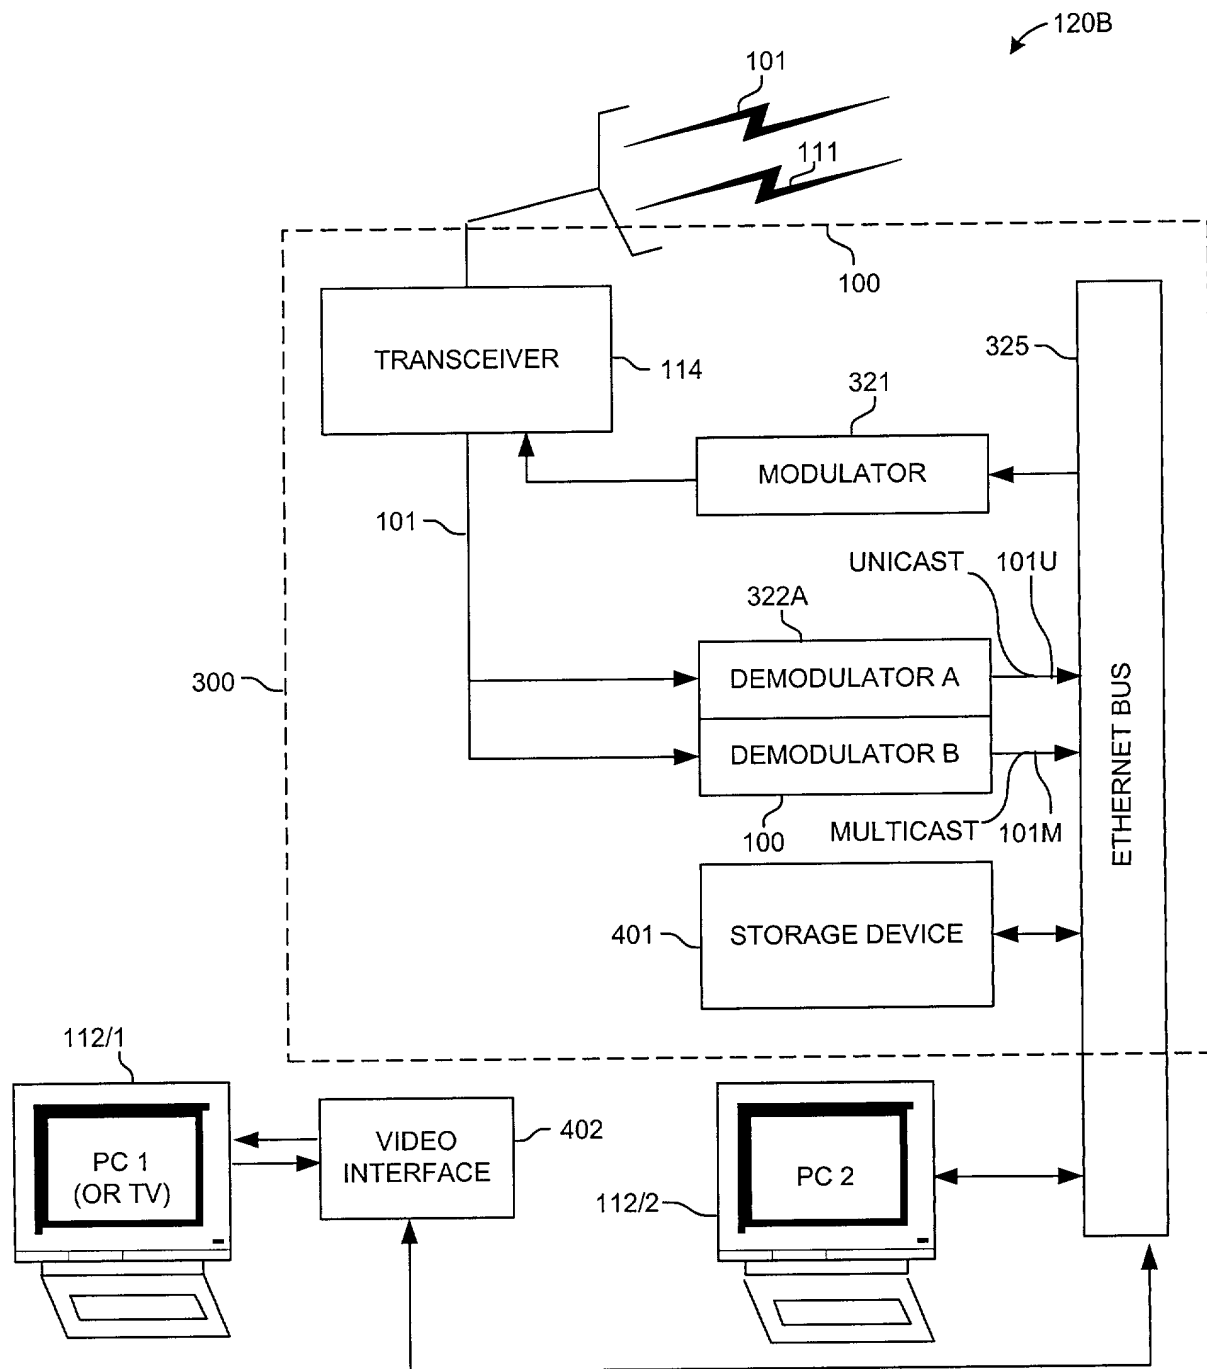 120B
101
111
100
TRANSCEIVER
114
325
321
MODULATOR
101
UNICAST
101U
322A
300
DEMODULATOR A
DEMODULATOR B
100
MULTICAST
101M
ETHERNET BUS
401
STORAGE DEVICE
112/1
PC 1
(OR TV)
VIDEO
INTERFACE
402
PC 2
112/2